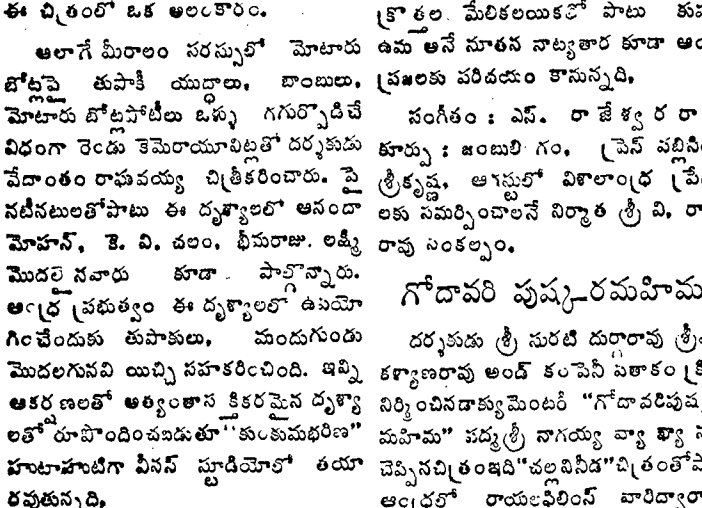 ఈ చిత్రంలో ఒక అలంకారం.
అలాగే మీరాలం సరస్సులో మోటారు
బోట్లపై తుపాకీ యుద్ధాలు, బాంబులు,
మోటారు బోట్లపోటీలు ఒళ్ళు గగుర్పొడిచే
విధంగా రెండు కెమెరాయూనిట్లతో దర్శకుడు
వేదాంతం రాఘవయ్య చిత్రీకరించారు. పై
నటీనటులతోపాటు ఈ దృశ్యాలలో ఆనందా
మోహన్, కె. వి. చలం, భీమరాజు, లక్ష్మీ
మొదలైనవారు కూడా పాల్గొన్నారు.
ఆంధ్ర ప్రభుత్వం ఈ దృశ్యాలలో ఉపయో
గించేందుకు తుపాకులు, మందుగుండు
మొదలగునవి యిచ్చి సహకరించింది. ఇన్ని
ఆకర్షణలతో అత్యంతాసక్తికరమైన దృశ్యా
లతో రూపొందించబడుతూ "కుంకుమభరిణ"
హుటాహుటిగా వీనస్ స్టూడియోలో తయా
రవుతున్నది.
క్రొత్తల మేలికలయికతో పాటు కుమ
ఉమ అనే నూతన నాట్యతార కూడా ఆం
ప్రజలకు పరిచయం కానున్నది.
సంగీతం : ఎస్. రాజేశ్వర రా
కూర్పు : జంబులిగం, ప్రెస్ పబ్లిసి
శ్రీకృష్ణ, ఆగస్టులో విశాలాంధ్ర ప్రే
లకు సమర్పించాలనే నిర్మాత శ్రీ వి. రా
రావు సంకల్పం.
గోదావరి పుష్కరమహిమ
దర్శకుడు శ్రీ సురటి దుర్గారావు శ్రీ
కళ్యాణరావు అండ్ కంపెనీ పతాకం క్రి
నిర్మించినడాక్యుమెంటరీ "గోదావరిపుష
మహిమ" పద్మశ్రీ నాగయ్య వ్యాఖ్యా
చెప్పినచిత్రంఇది "చల్లనినీడ" చిత్రంతోపా
ఆంధ్రలో రాయల్ఫిలింస్ వారిద్వారా